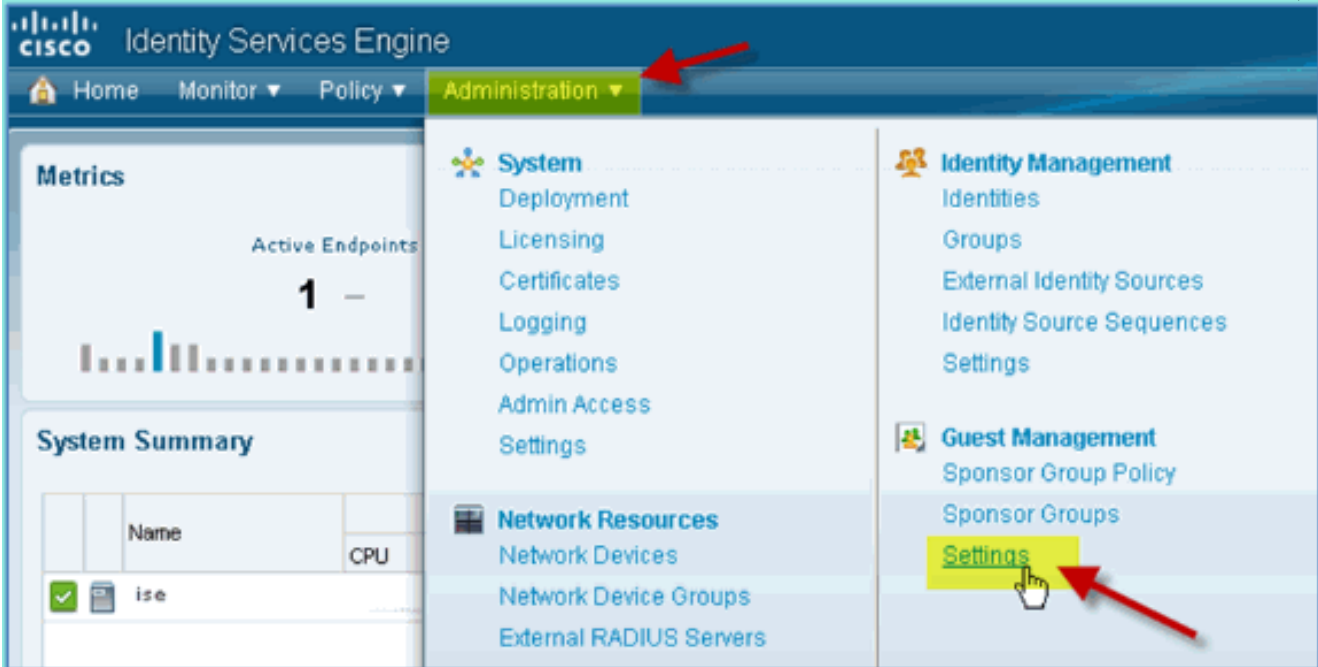 CISCO Identity Services Engine
Home Monitor ▼ Policy ▼ Administration ▼
Metrics
Active Endpoints
1 –
System Summary
Name
CPU
ise
System
Deployment
Licensing
Certificates
Logging
Operations
Admin Access
Settings
Network Resources
Network Devices
Network Device Groups
External RADIUS Servers
Identity Management
Identities
Groups
External Identity Sources
Identity Source Sequences
Settings
Guest Management
Sponsor Group Policy
Sponsor Groups
Settings